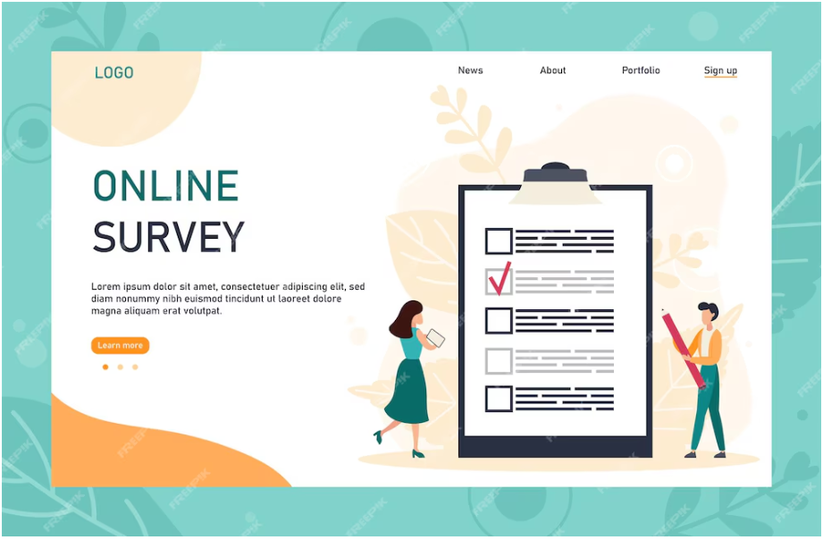 LOGO
News
About
Portfolio
Sign up
ONLINE
SURVEY
Lorem ipsum dolor sit amet, consectetuer adipiscing elit, sed
diam nonummy nibh euismod tincidunt ut laoreet dolore
magna aliquam erat volutpat.
Learn more
FREEPIK